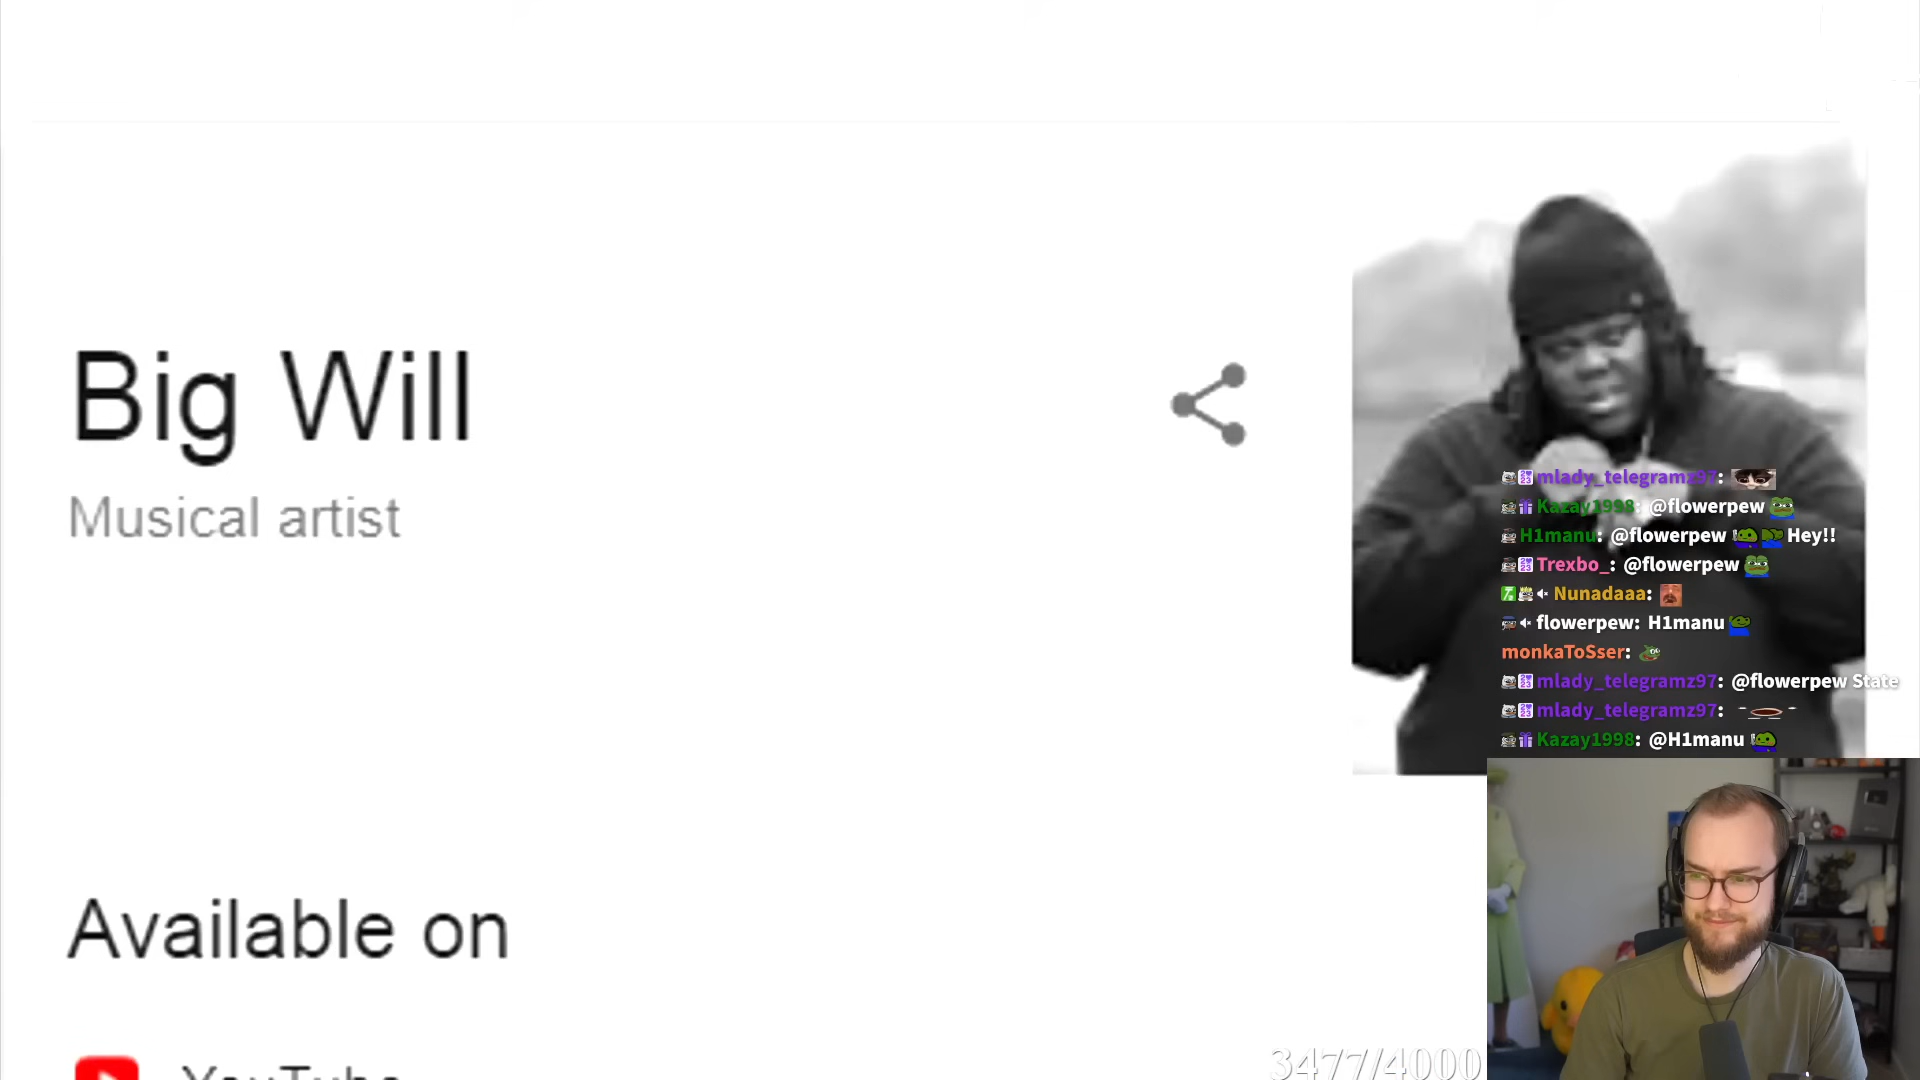 Big Will
Musical artist
Available on
YouTube
mlady_telegramz97:
Kazay1998: @flowerpew
H1manu: @flowerpew Hey!!
Trexbo_: @flowerpew
Nunadaaa:
flowerpew: H1manu
monkaToSser:
mlady_telegramz97: @flowerpew State
mlady_telegramz97:
Kazay1998: @H1manu
3477/4000